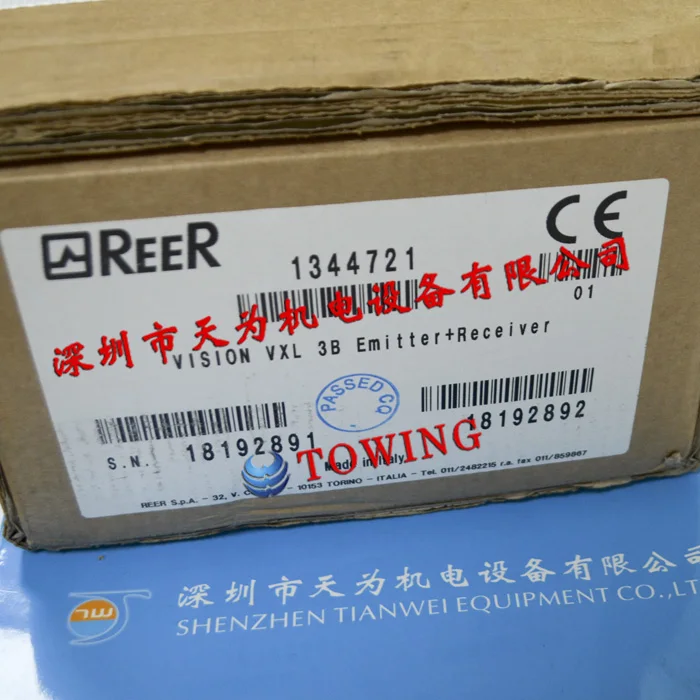 REER
CE
1344721
01
深圳市天为机电设备有限公司
VISION VXL 3B Emitter+Receiver
PASSED CQ
S.N. 18192891
18192892
TOWING
Made in Italy
REER S.p.A. - 32, v. - 10153 TORINO - ITALIA - Tel. 011/2482215 r.a. fax 011/859867
TW
深圳市天为机电设备有限公司
SHENZHEN TIANWEI EQUIPMENT CO.,LTD